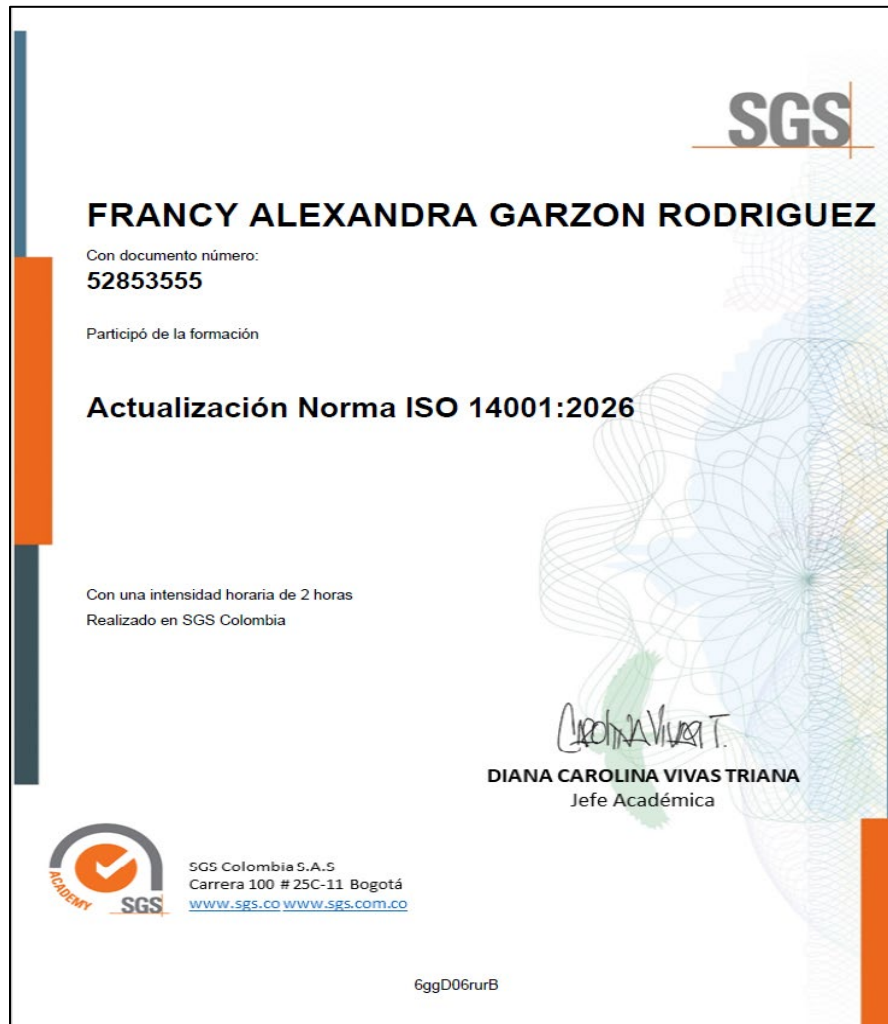 SGS
FRANCY ALEXANDRA GARZON RODRIGUEZ
Con documento número:
52853555
Participó de la formación
Actualización Norma ISO 14001:2026
Con una intensidad horaria de 2 horas
Realizado en SGS Colombia
Carolina Vivas T.
DIANA CAROLINA VIVAS TRIANA
Jefe Académica
ACADEMY
SGS
SGS Colombia S.A.S
Carrera 100 # 25C-11 Bogotá
www.sgs.co www.sgs.com.co
6ggD06rurB